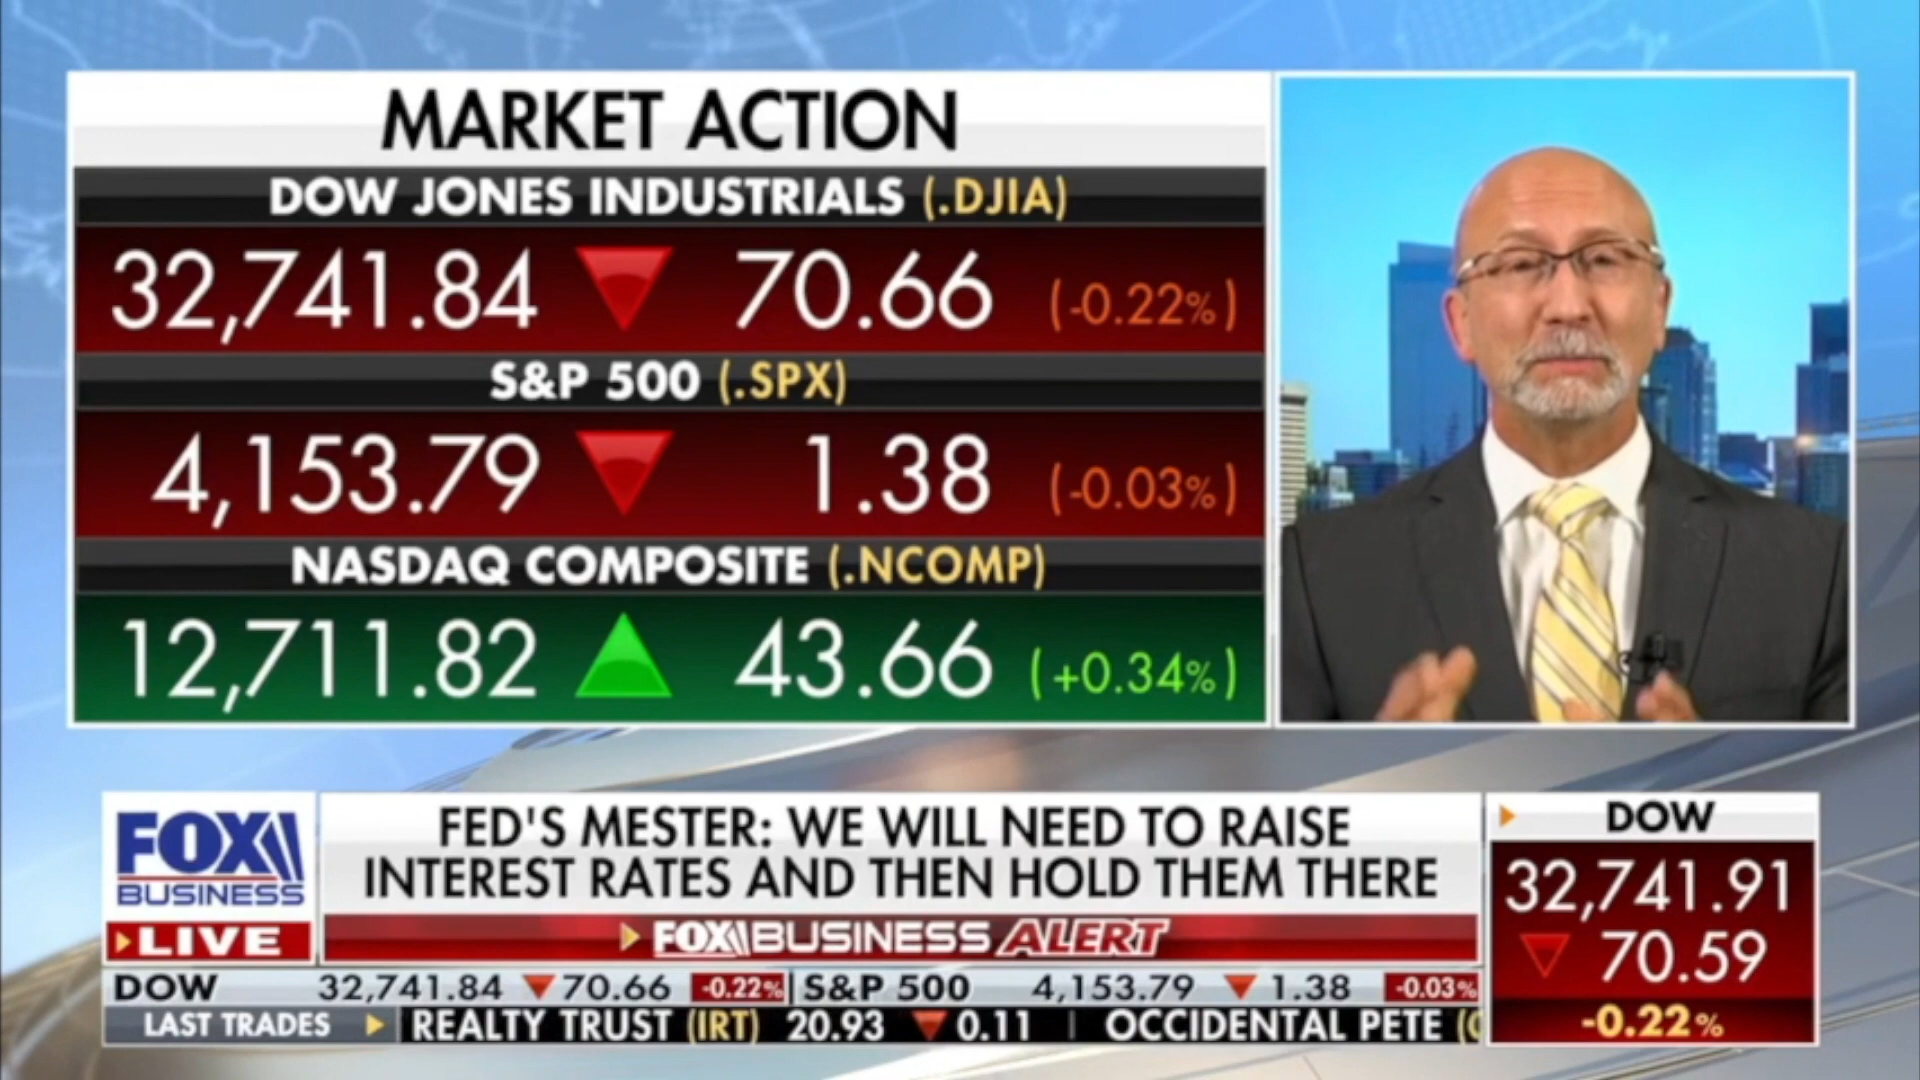 MARKET ACTION
DOW JONES INDUSTRIALS (.DJIA)
32,741.84 ▼ 70.66 (-0.22%)
S&P 500 (.SPX)
4,153.79 ▼ 1.38 (-0.03%)
NASDAQ COMPOSITE (.NCOMP)
12,711.82 ▲ 43.66 (+0.34%)
FOX BUSINESS
LIVE
FED'S MESTER: WE WILL NEED TO RAISE
INTEREST RATES AND THEN HOLD THEM THERE
FOX BUSINESS ALERT
DOW
32,741.91
▼ 70.59
-0.22%
DOW 32,741.84 ▼ 70.66 -0.22% S&P 500 4,153.79 ▼ 1.38 -0.03%
LAST TRADES REALTY TRUST (IRT) 20.93 ▼ 0.11 | OCCIDENTAL PETE (